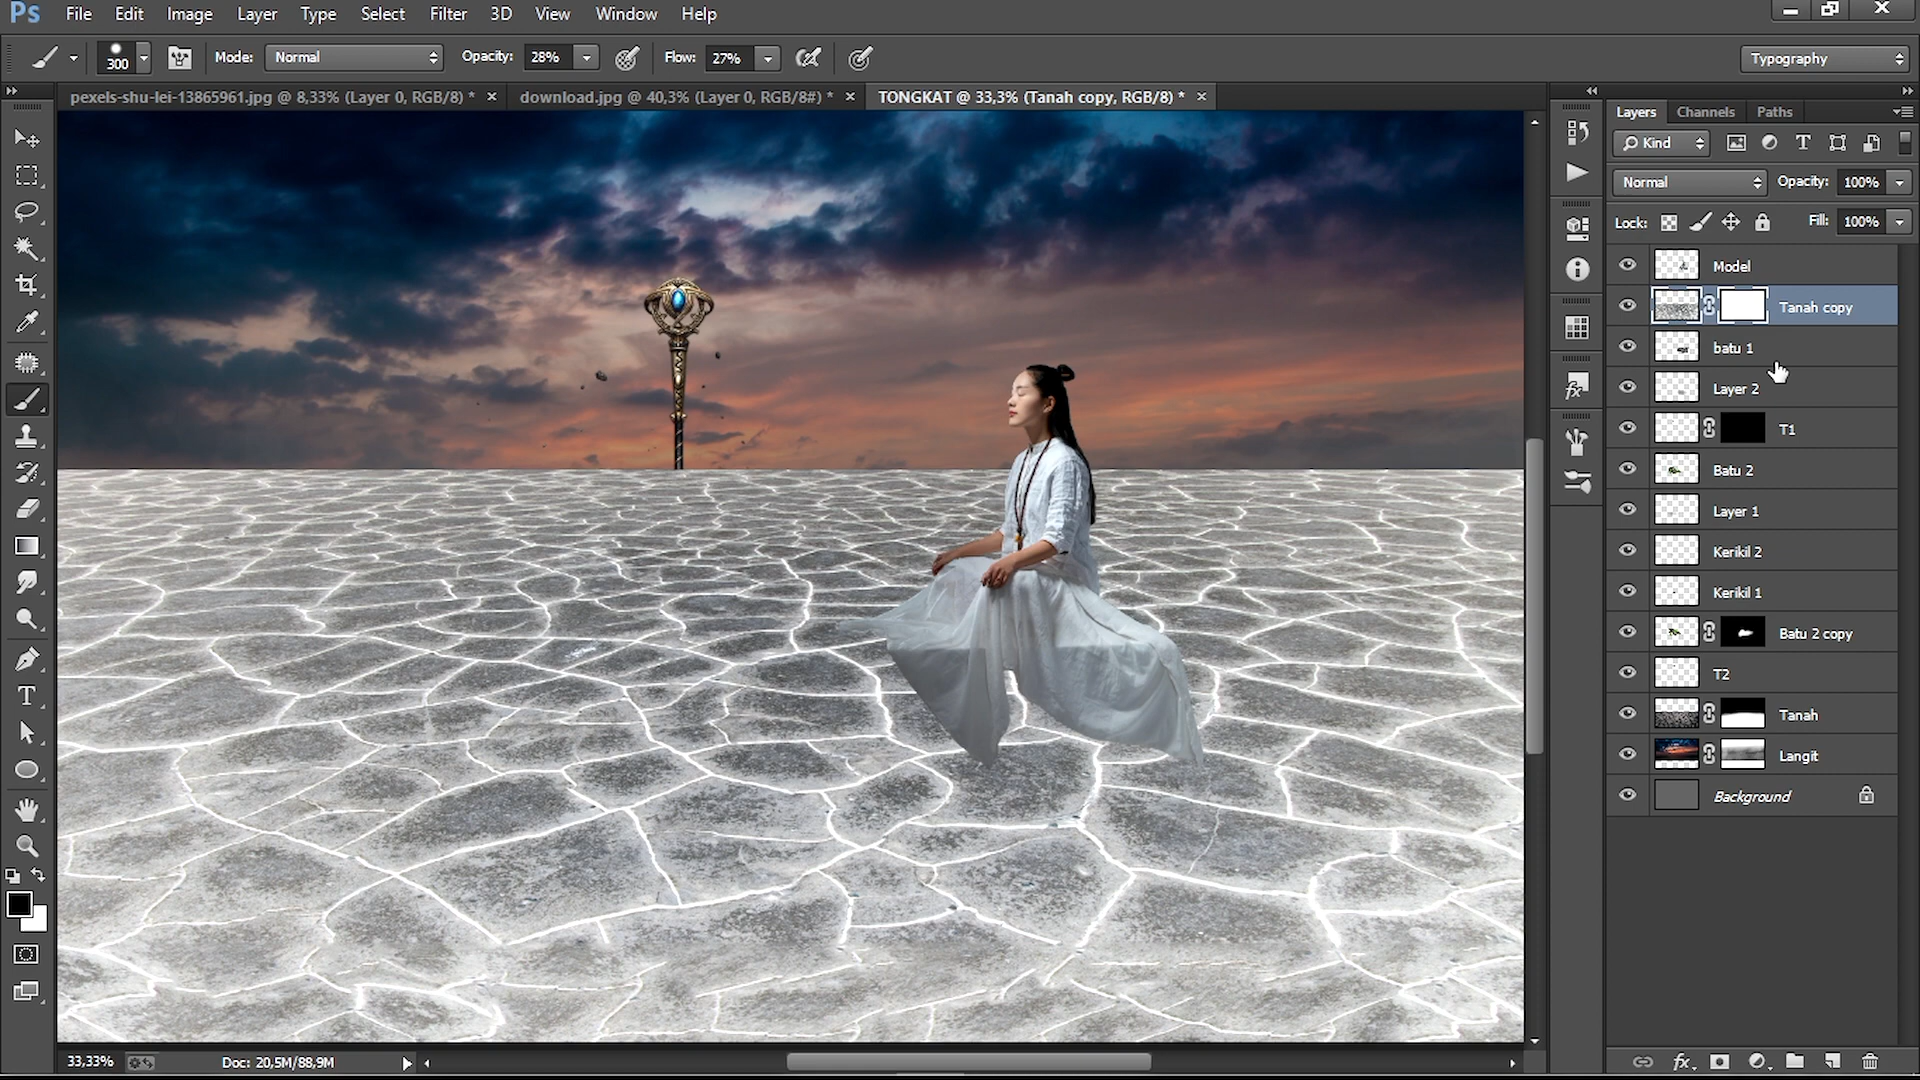 Ps File Edit Image Layer Type Select Filter 3D View Window Help
300 Mode: Normal Opacity: 28% Flow: 27% Typography
pexels-shu-lei-13865961.jpg @ 8,33% (Layer 0, RGB/8) * download.jpg @ 40,3% (Layer 0, RGB/8#) * TONGKAT @ 33,3% (Tanah copy, RGB/8) *
Layers Channels Paths
Kind
Normal Opacity: 100%
Lock: Fill: 100%
Model
Tanah copy
batu 1
Layer 2
T1
Batu 2
Layer 1
Kerikil 2
Kerikil 1
Batu 2 copy
T2
Tanah
Langit
Background
33,33% Doc: 20,5M/88,9M